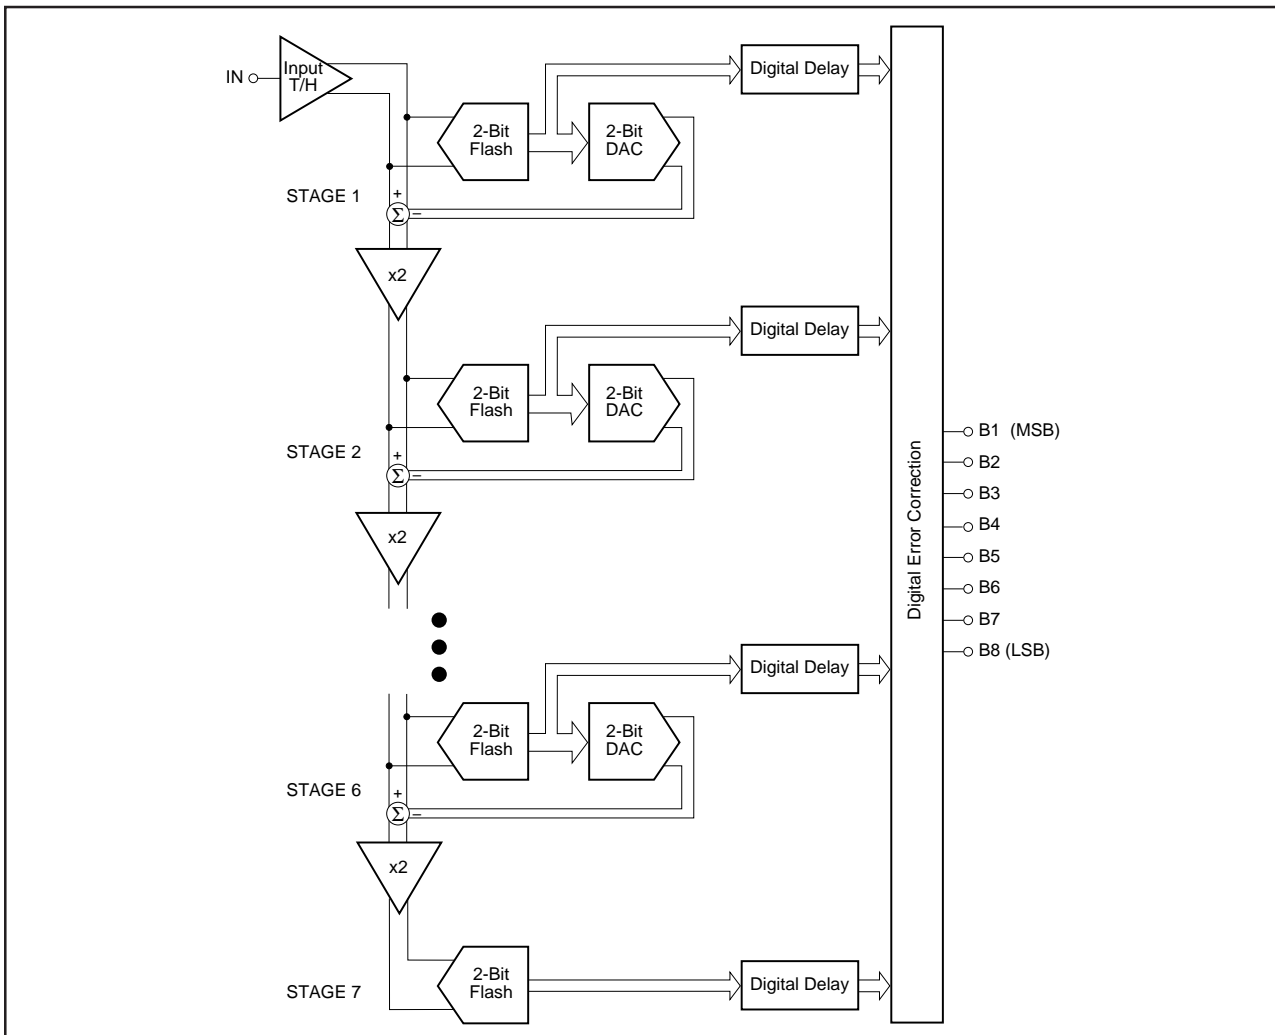 IN
Input
T/H
2-Bit
Flash
2-Bit
DAC
Digital Delay
STAGE 1
+
Σ
–
x2
2-Bit
Flash
2-Bit
DAC
Digital Delay
STAGE 2
+
Σ
–
x2
2-Bit
Flash
2-Bit
DAC
Digital Delay
STAGE 6
+
Σ
–
x2
2-Bit
Flash
Digital Delay
STAGE 7
Digital Error Correction
B1 (MSB)
B2
B3
B4
B5
B6
B7
B8 (LSB)